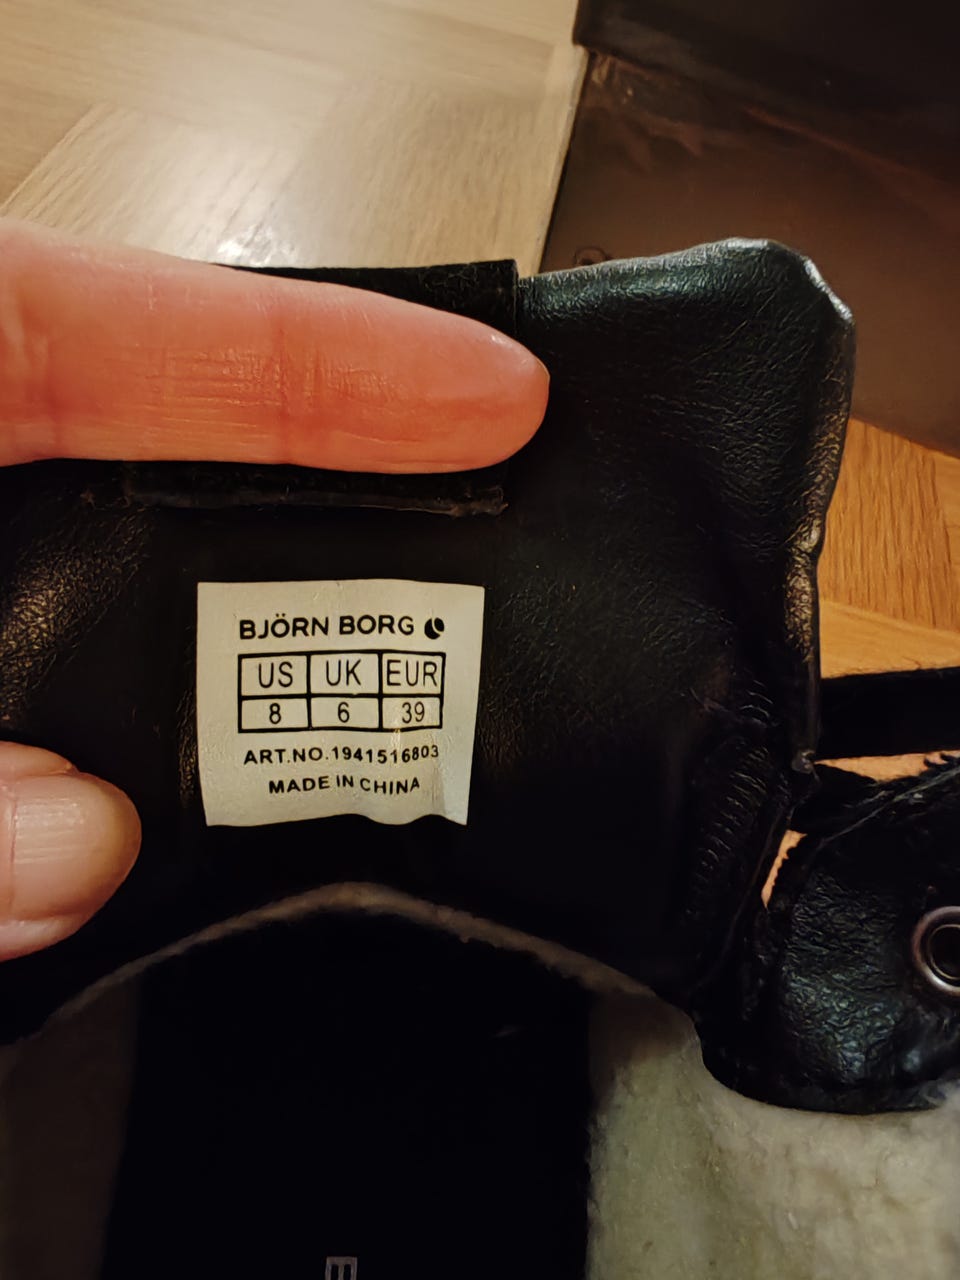 BJÖRN BORG
US UK EUR
8 6 39
ART.NO.1941516803
MADE IN CHINA